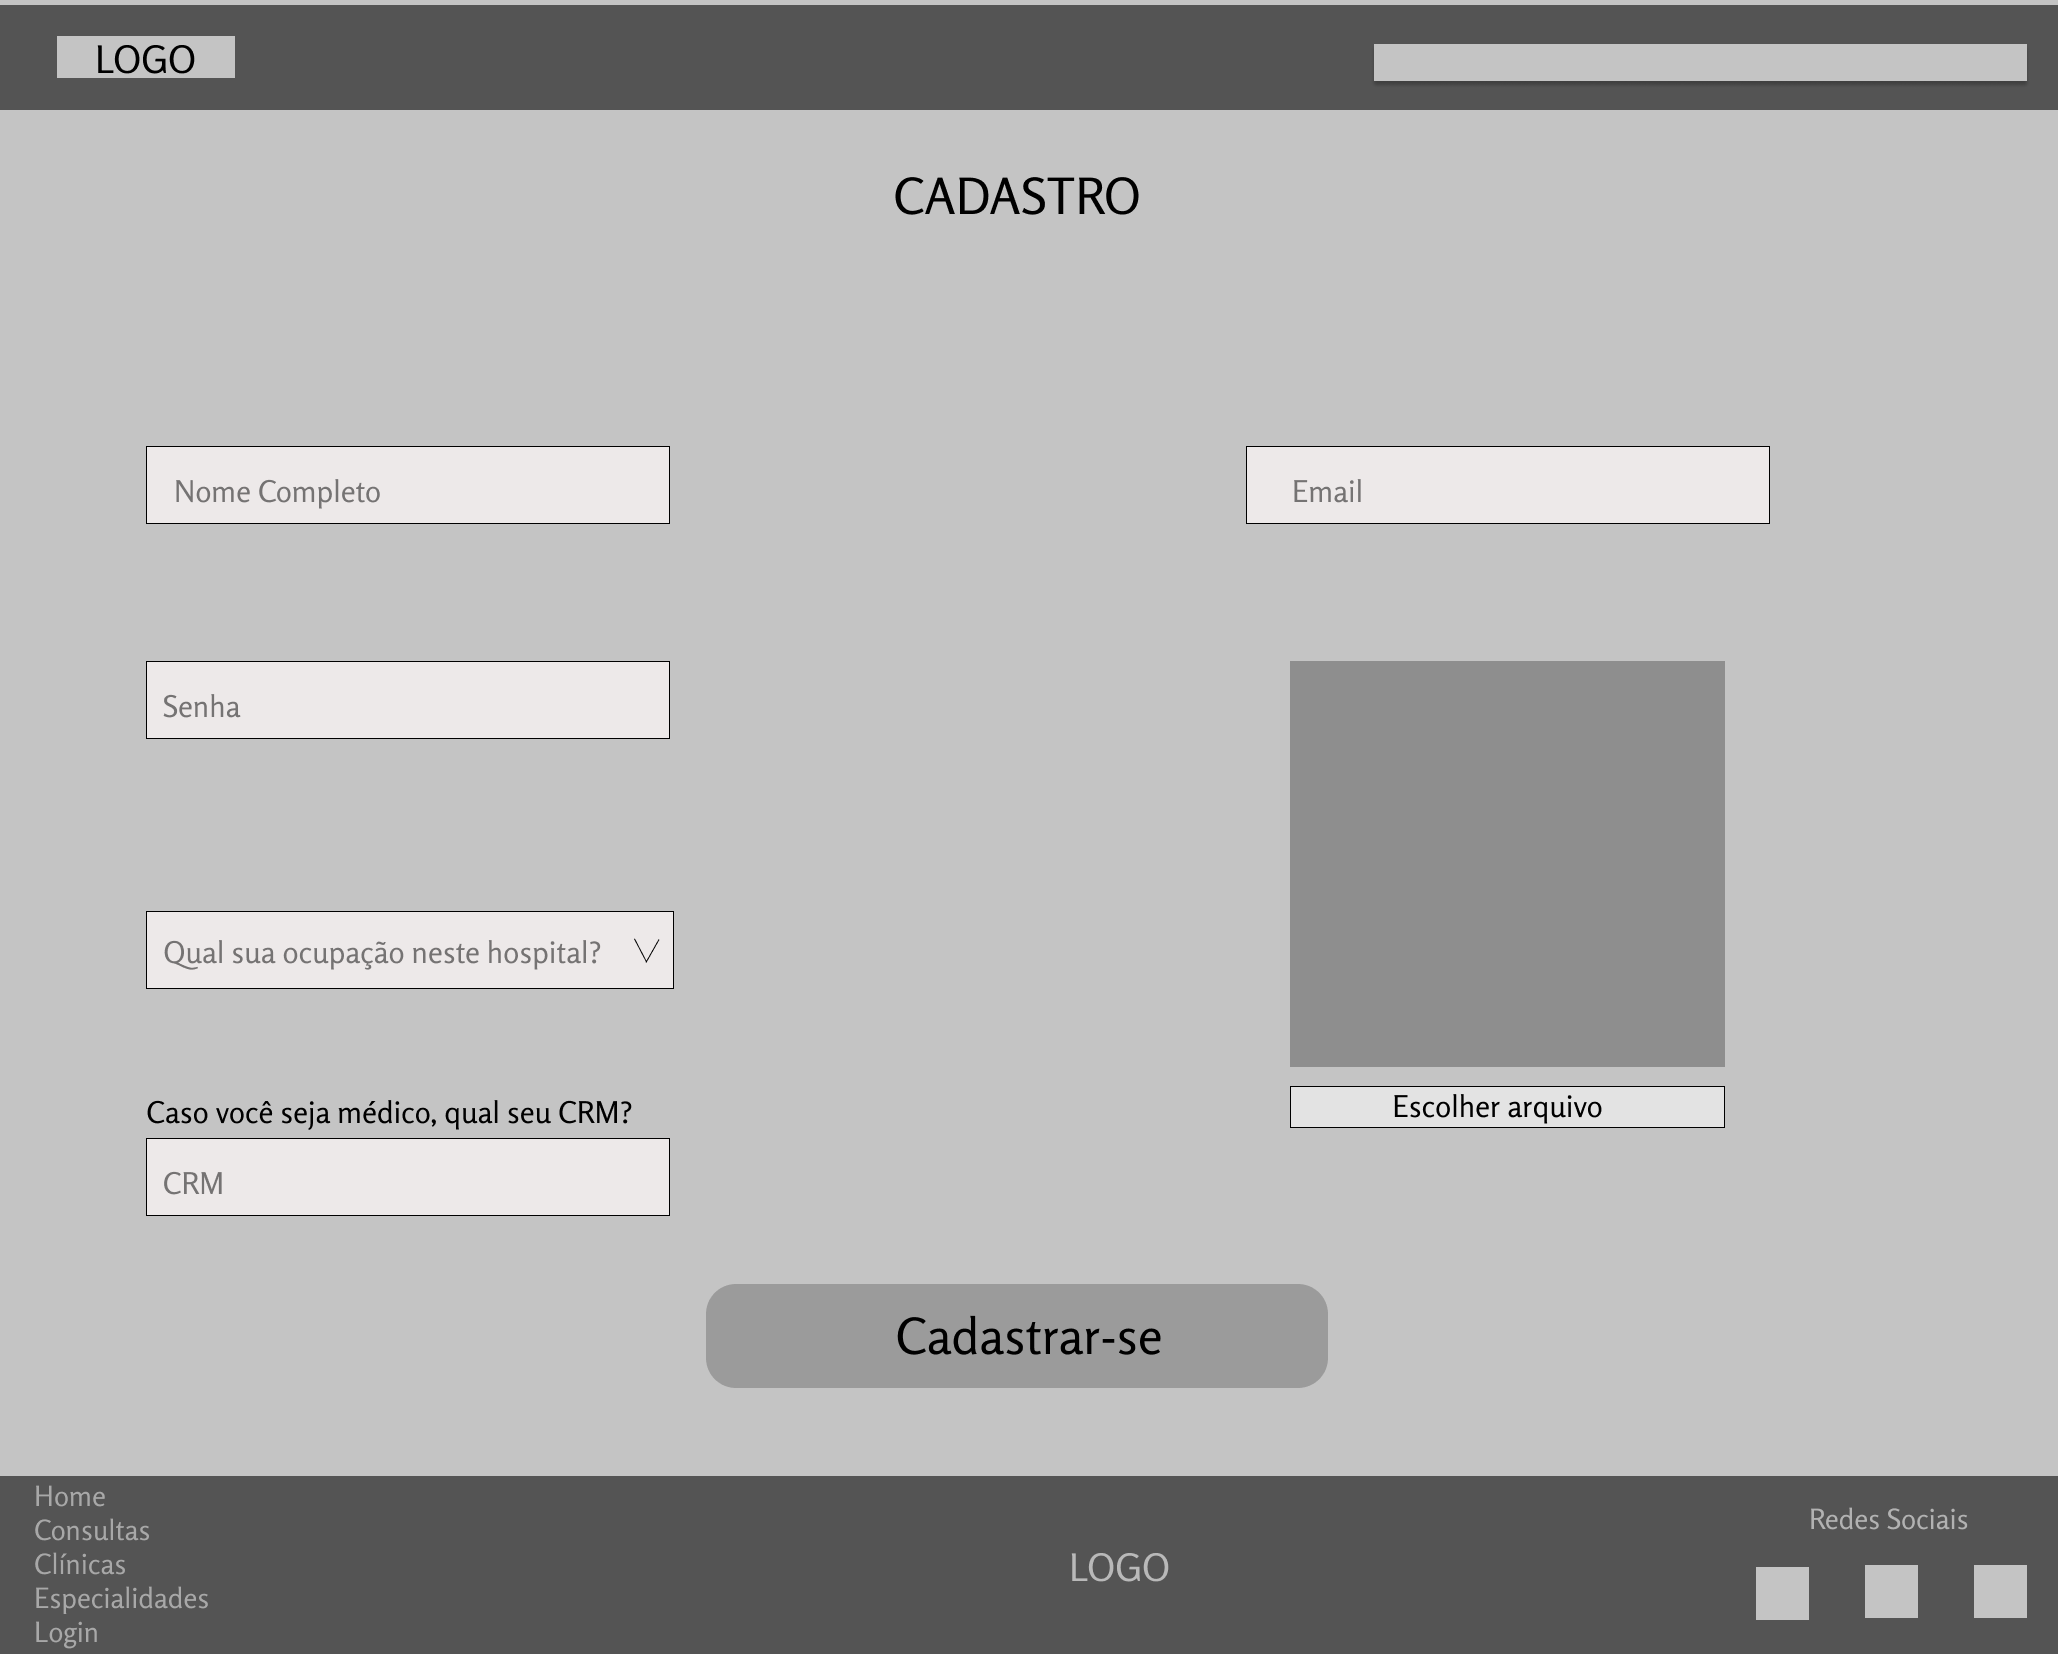 LOGO
CADASTRO
Nome Completo
Email
Senha
Qual sua ocupação neste hospital?
Caso você seja médico, qual seu CRM?
CRM
Escolher arquivo
Cadastrar-se
Home
Consultas
Clínicas
Especialidades
Login
LOGO
Redes Sociais